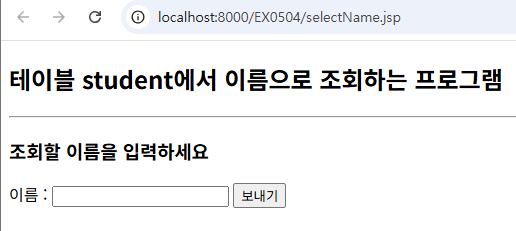 localhost:8000/EX0504/selectName.jsp
테이블 student에서 이름으로 조회하는 프로그램
조회할 이름을 입력하세요
이름 : 보내기